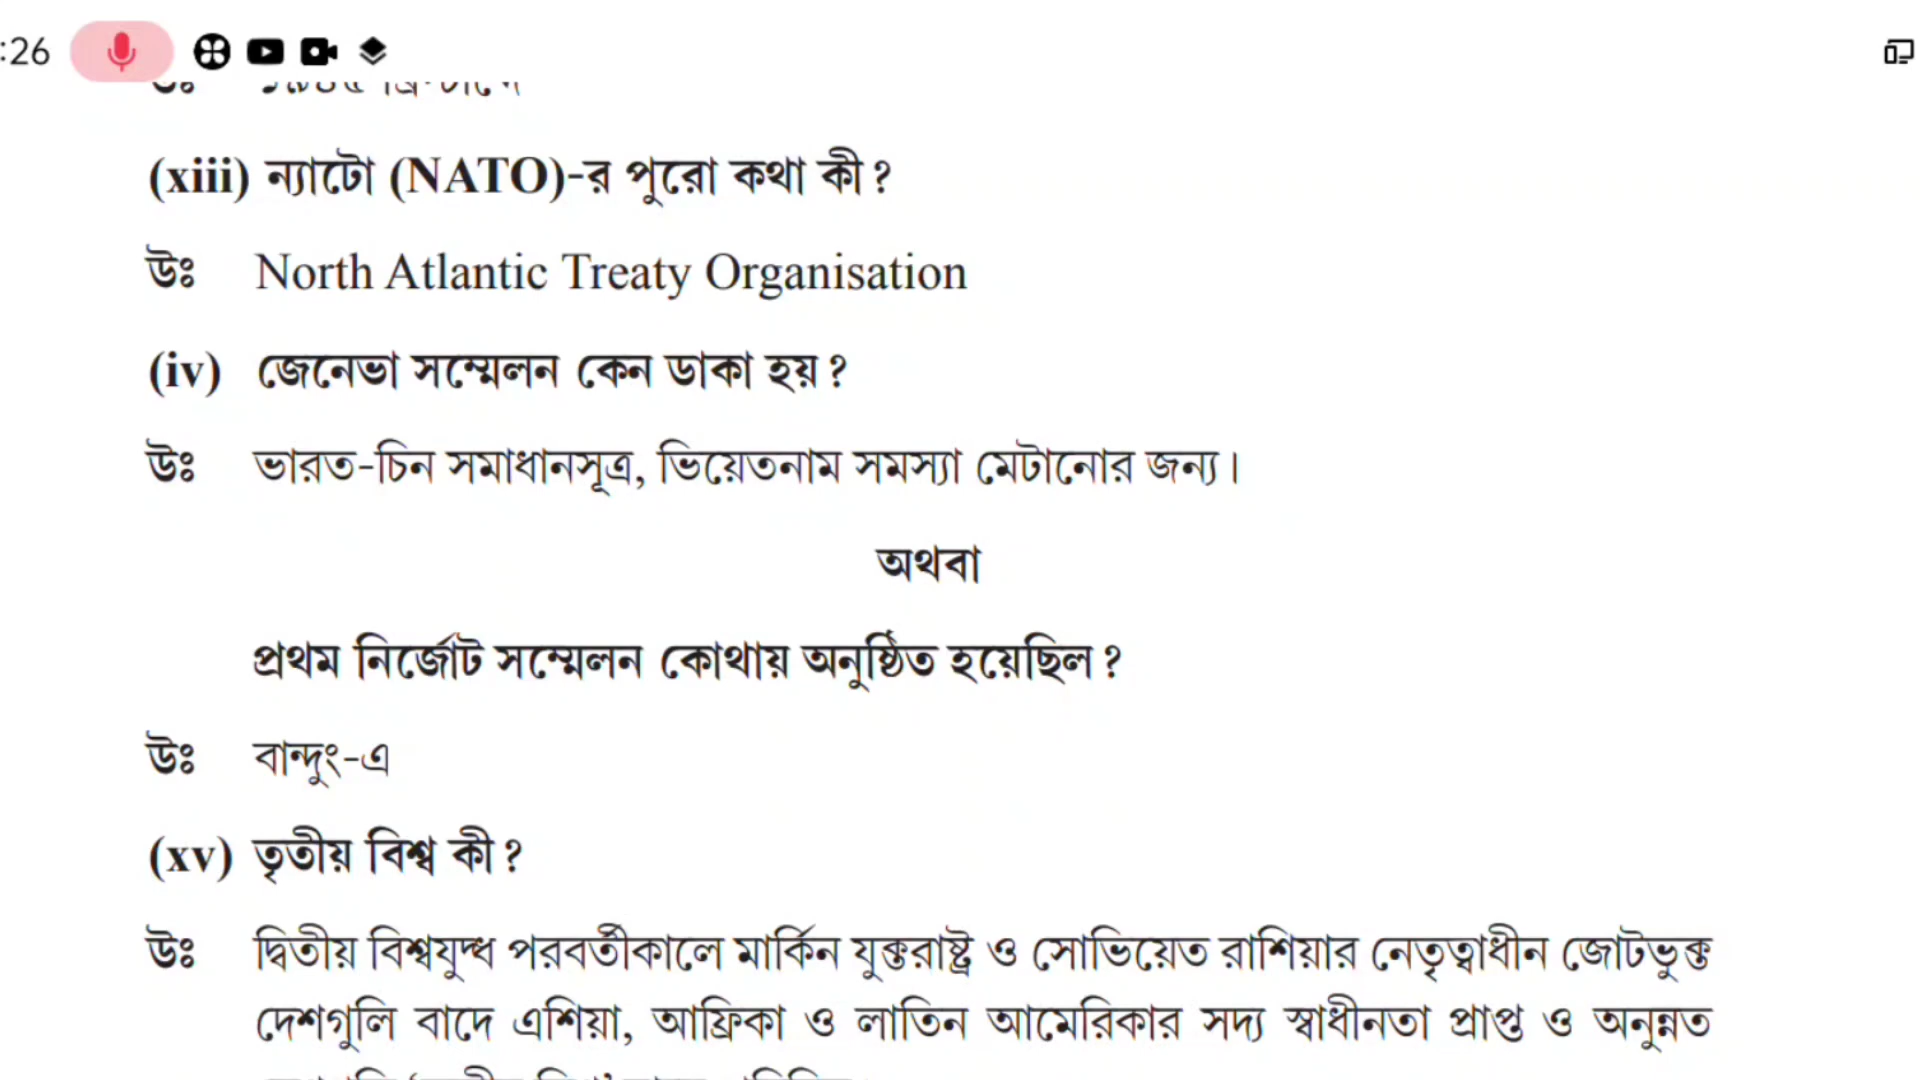 :26
(xiii) ন্যাটো (NATO)-র পুরো কথা কী?
উঃ North Atlantic Treaty Organisation
(iv) জেনেভা সম্মেলন কেন ডাকা হয়?
উঃ ভারত-চিন সমাধানসূত্র, ভিয়েতনাম সমস্যা মেটানোর জন্য।
অথবা
প্রথম নির্জোট সম্মেলন কোথায় অনুষ্ঠিত হয়েছিল?
উঃ বান্দুং-এ
(xv) তৃতীয় বিশ্ব কী?
উঃ দ্বিতীয় বিশ্বযুদ্ধ পরবর্তীকালে মার্কিন যুক্তরাষ্ট্র ও সোভিয়েত রাশিয়ার নেতৃত্বাধীন জোটভুক্ত
দেশগুলি বাদে এশিয়া, আফ্রিকা ও লাতিন আমেরিকার সদ্য স্বাধীনতা প্রাপ্ত ও অনুন্নত